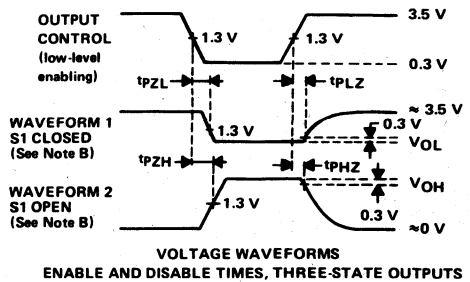 OUTPUT
CONTROL
(low-level
enabling)
1.3 V
1.3 V
3.5 V
0.3 V
tPZL
tPLZ
WAVEFORM 1
S1 CLOSED
(See Note B)
1.3 V
≈ 3.5 V
0.3 V
VOL
tPZH
tPHZ
WAVEFORM 2
S1 OPEN
(See Note B)
1.3 V
VOH
0.3 V
≈0 V
VOLTAGE WAVEFORMS
ENABLE AND DISABLE TIMES, THREE-STATE OUTPUTS